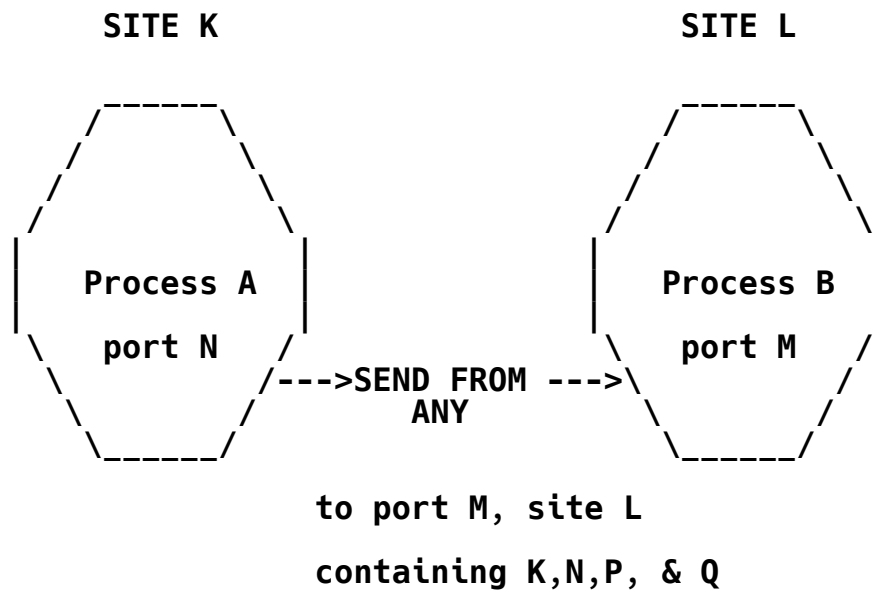 SITE K SITE L
Process A Process B
port N port M
--->SEND FROM --->
ANY
to port M, site L
containing K,N,P, & Q